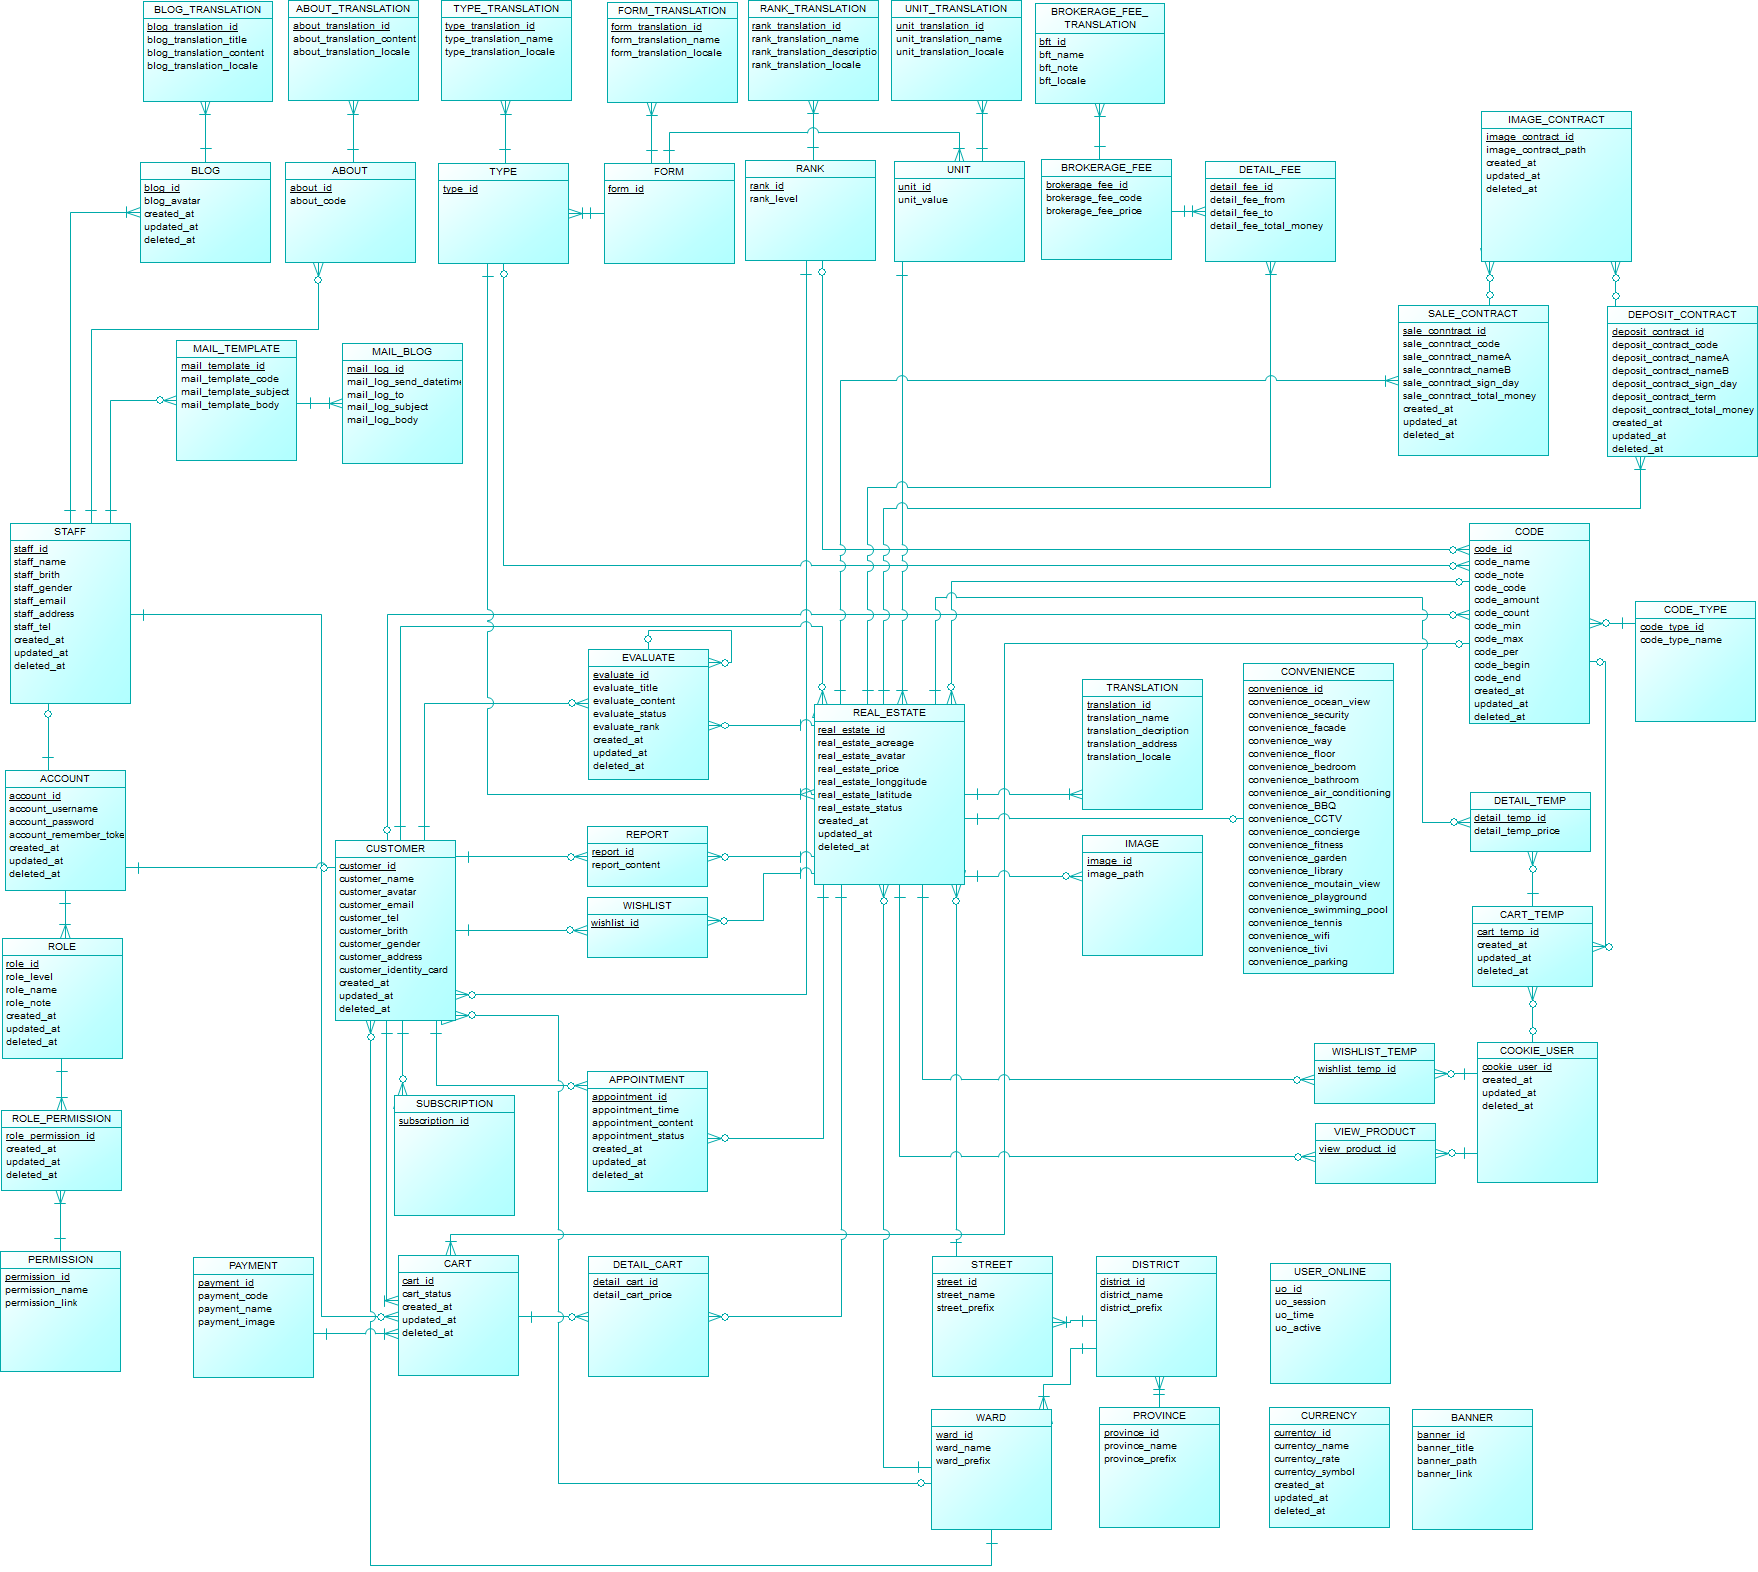 BLOG_TRANSLATION
blog_translation_id
blog_translation_title
blog_translation_content
blog_translation_locale
ABOUT_TRANSLATION
about_translation_id
about_translation_content
about_translation_locale
TYPE_TRANSLATION
type_translation_id
type_translation_name
type_translation_locale
FORM_TRANSLATION
form_translation_id
form_translation_name
form_translation_locale
RANK_TRANSLATION
rank_translation_id
rank_translation_name
rank_translation_descriptio
rank_translation_locale
UNIT_TRANSLATION
unit_translation_id
unit_translation_name
unit_translation_locale
BROKERAGE_FEE_
TRANSLATION
bft_id
bft_name
bft_note
bft_locale
IMAGE_CONTRACT
image_contract_id
image_contract_path
created_at
updated_at
deleted_at
BLOG
blog_id
blog_avatar
created_at
updated_at
deleted_at
ABOUT
about_id
about_code
TYPE
type_id
FORM
form_id
RANK
rank_id
rank_level
UNIT
unit_id
unit_value
BROKERAGE_FEE
brokerage_fee_id
brokerage_fee_code
brokerage_fee_price
DETAIL_FEE
detail_fee_id
detail_fee_from
detail_fee_to
detail_fee_total_money
SALE_CONTRACT
sale_conntract_id
sale_conntract_code
sale_conntract_nameA
sale_conntract_nameB
sale_conntract_sign_day
sale_conntract_total_money
created_at
updated_at
deleted_at
DEPOSIT_CONTRACT
deposit_contract_id
deposit_contract_code
deposit_contract_nameA
deposit_contract_nameB
deposit_contract_sign_day
deposit_contract_term
deposit_contract_total_money
created_at
updated_at
deleted_at
MAIL_TEMPLATE
mail_template_id
mail_template_code
mail_template_subject
mail_template_body
MAIL_BLOG
mail_log_id
mail_log_send_datetime
mail_log_to
mail_log_subject
mail_log_body
STAFF
staff_id
staff_name
staff_brith
staff_gender
staff_email
staff_address
staff_tel
created_at
updated_at
deleted_at
CODE
code_id
code_name
code_note
code_code
code_amount
code_count
code_min
code_max
code_per
code_begin
code_end
created_at
updated_at
deleted_at
CODE_TYPE
code_type_id
code_type_name
EVALUATE
evaluate_id
evaluate_title
evaluate_content
evaluate_status
evaluate_rank
created_at
updated_at
deleted_at
REAL_ESTATE
real_estate_id
real_estate_acreage
real_estate_avatar
real_estate_price
real_estate_longgitude
real_estate_latitude
real_estate_status
created_at
updated_at
deleted_at
TRANSLATION
translation_id
translation_name
translation_decription
translation_address
translation_locale
CONVENIENCE
convenience_id
convenience_ocean_view
convenience_security
convenience_facade
convenience_way
convenience_floor
convenience_bedroom
convenience_bathroom
convenience_air_conditioning
convenience_BBQ
convenience_CCTV
convenience_concierge
convenience_fitness
convenience_garden
convenience_library
convenience_moutain_view
convenience_playground
convenience_swimming_pool
convenience_tennis
convenience_wifi
convenience_tivi
convenience_parking
ACCOUNT
account_id
account_username
account_password
account_remember_toke
created_at
updated_at
deleted_at
DETAIL_TEMP
detail_temp_id
detail_temp_price
CUSTOMER
customer_id
customer_name
customer_avatar
customer_email
customer_tel
customer_brith
customer_gender
customer_address
customer_identity_card
created_at
updated_at
deleted_at
REPORT
report_id
report_content
IMAGE
image_id
image_path
WISHLIST
wishlist_id
CART_TEMP
cart_temp_id
created_at
updated_at
deleted_at
ROLE
role_id
role_level
role_name
role_note
created_at
updated_at
deleted_at
WISHLIST_TEMP
wishlist_temp_id
COOKIE_USER
cookie_user_id
created_at
updated_at
deleted_at
SUBSCRIPTION
subscription_id
APPOINTMENT
appointment_id
appointment_time
appointment_content
appointment_status
created_at
updated_at
deleted_at
ROLE_PERMISSION
role_permission_id
created_at
updated_at
deleted_at
VIEW_PRODUCT
view_product_id
PERMISSION
permission_id
permission_name
permission_link
PAYMENT
payment_id
payment_code
payment_name
payment_image
CART
cart_id
cart_status
created_at
updated_at
deleted_at
DETAIL_CART
detail_cart_id
detail_cart_price
STREET
street_id
street_name
street_prefix
DISTRICT
district_id
district_name
district_prefix
USER_ONLINE
uo_id
uo_session
uo_time
uo_active
WARD
ward_id
ward_name
ward_prefix
PROVINCE
province_id
province_name
province_prefix
CURRENCY
currentcy_id
currentcy_name
currentcy_rate
currentcy_symbol
created_at
updated_at
deleted_at
BANNER
banner_id
banner_title
banner_path
banner_link